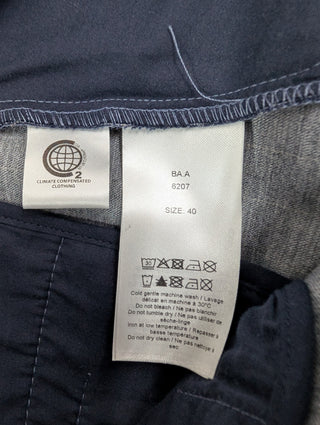 2
CLIMATE COMPENSATED
CLOTHING
BA.A
6207
SIZE: 40
30
Cold gentle machine wash / Lavage
délicat en machine à 30°C
Do not bleach / Ne pas blanchir
Do not tumble dry / Ne pas utiliser de
sèche-linge
Iron at low temperature / Repasser à
basse température
Do not dry clean / Ne pas nettoyer à
sec